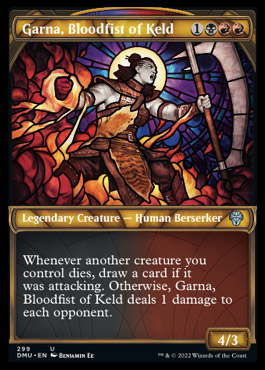 Garna, Bloodfist of Keld 1
Legendary Creature — Human Berserker
Whenever another creature you
control dies, draw a card if it
was attacking. Otherwise, Garna,
Bloodfist of Keld deals 1 damage to
each opponent.
4/3
299 U
DMU • EN Benjamin Ee ™ & © 2022 Wizards of the Coast